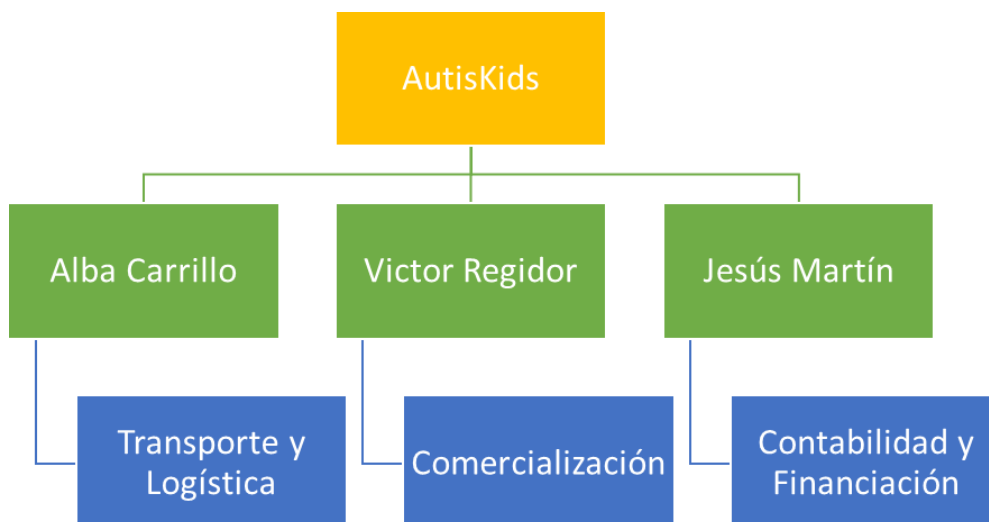 AutisKids
Alba Carrillo
Victor Regidor
Jesús Martín
Transporte y
Logística
Comercialización
Contabilidad y
Financiación